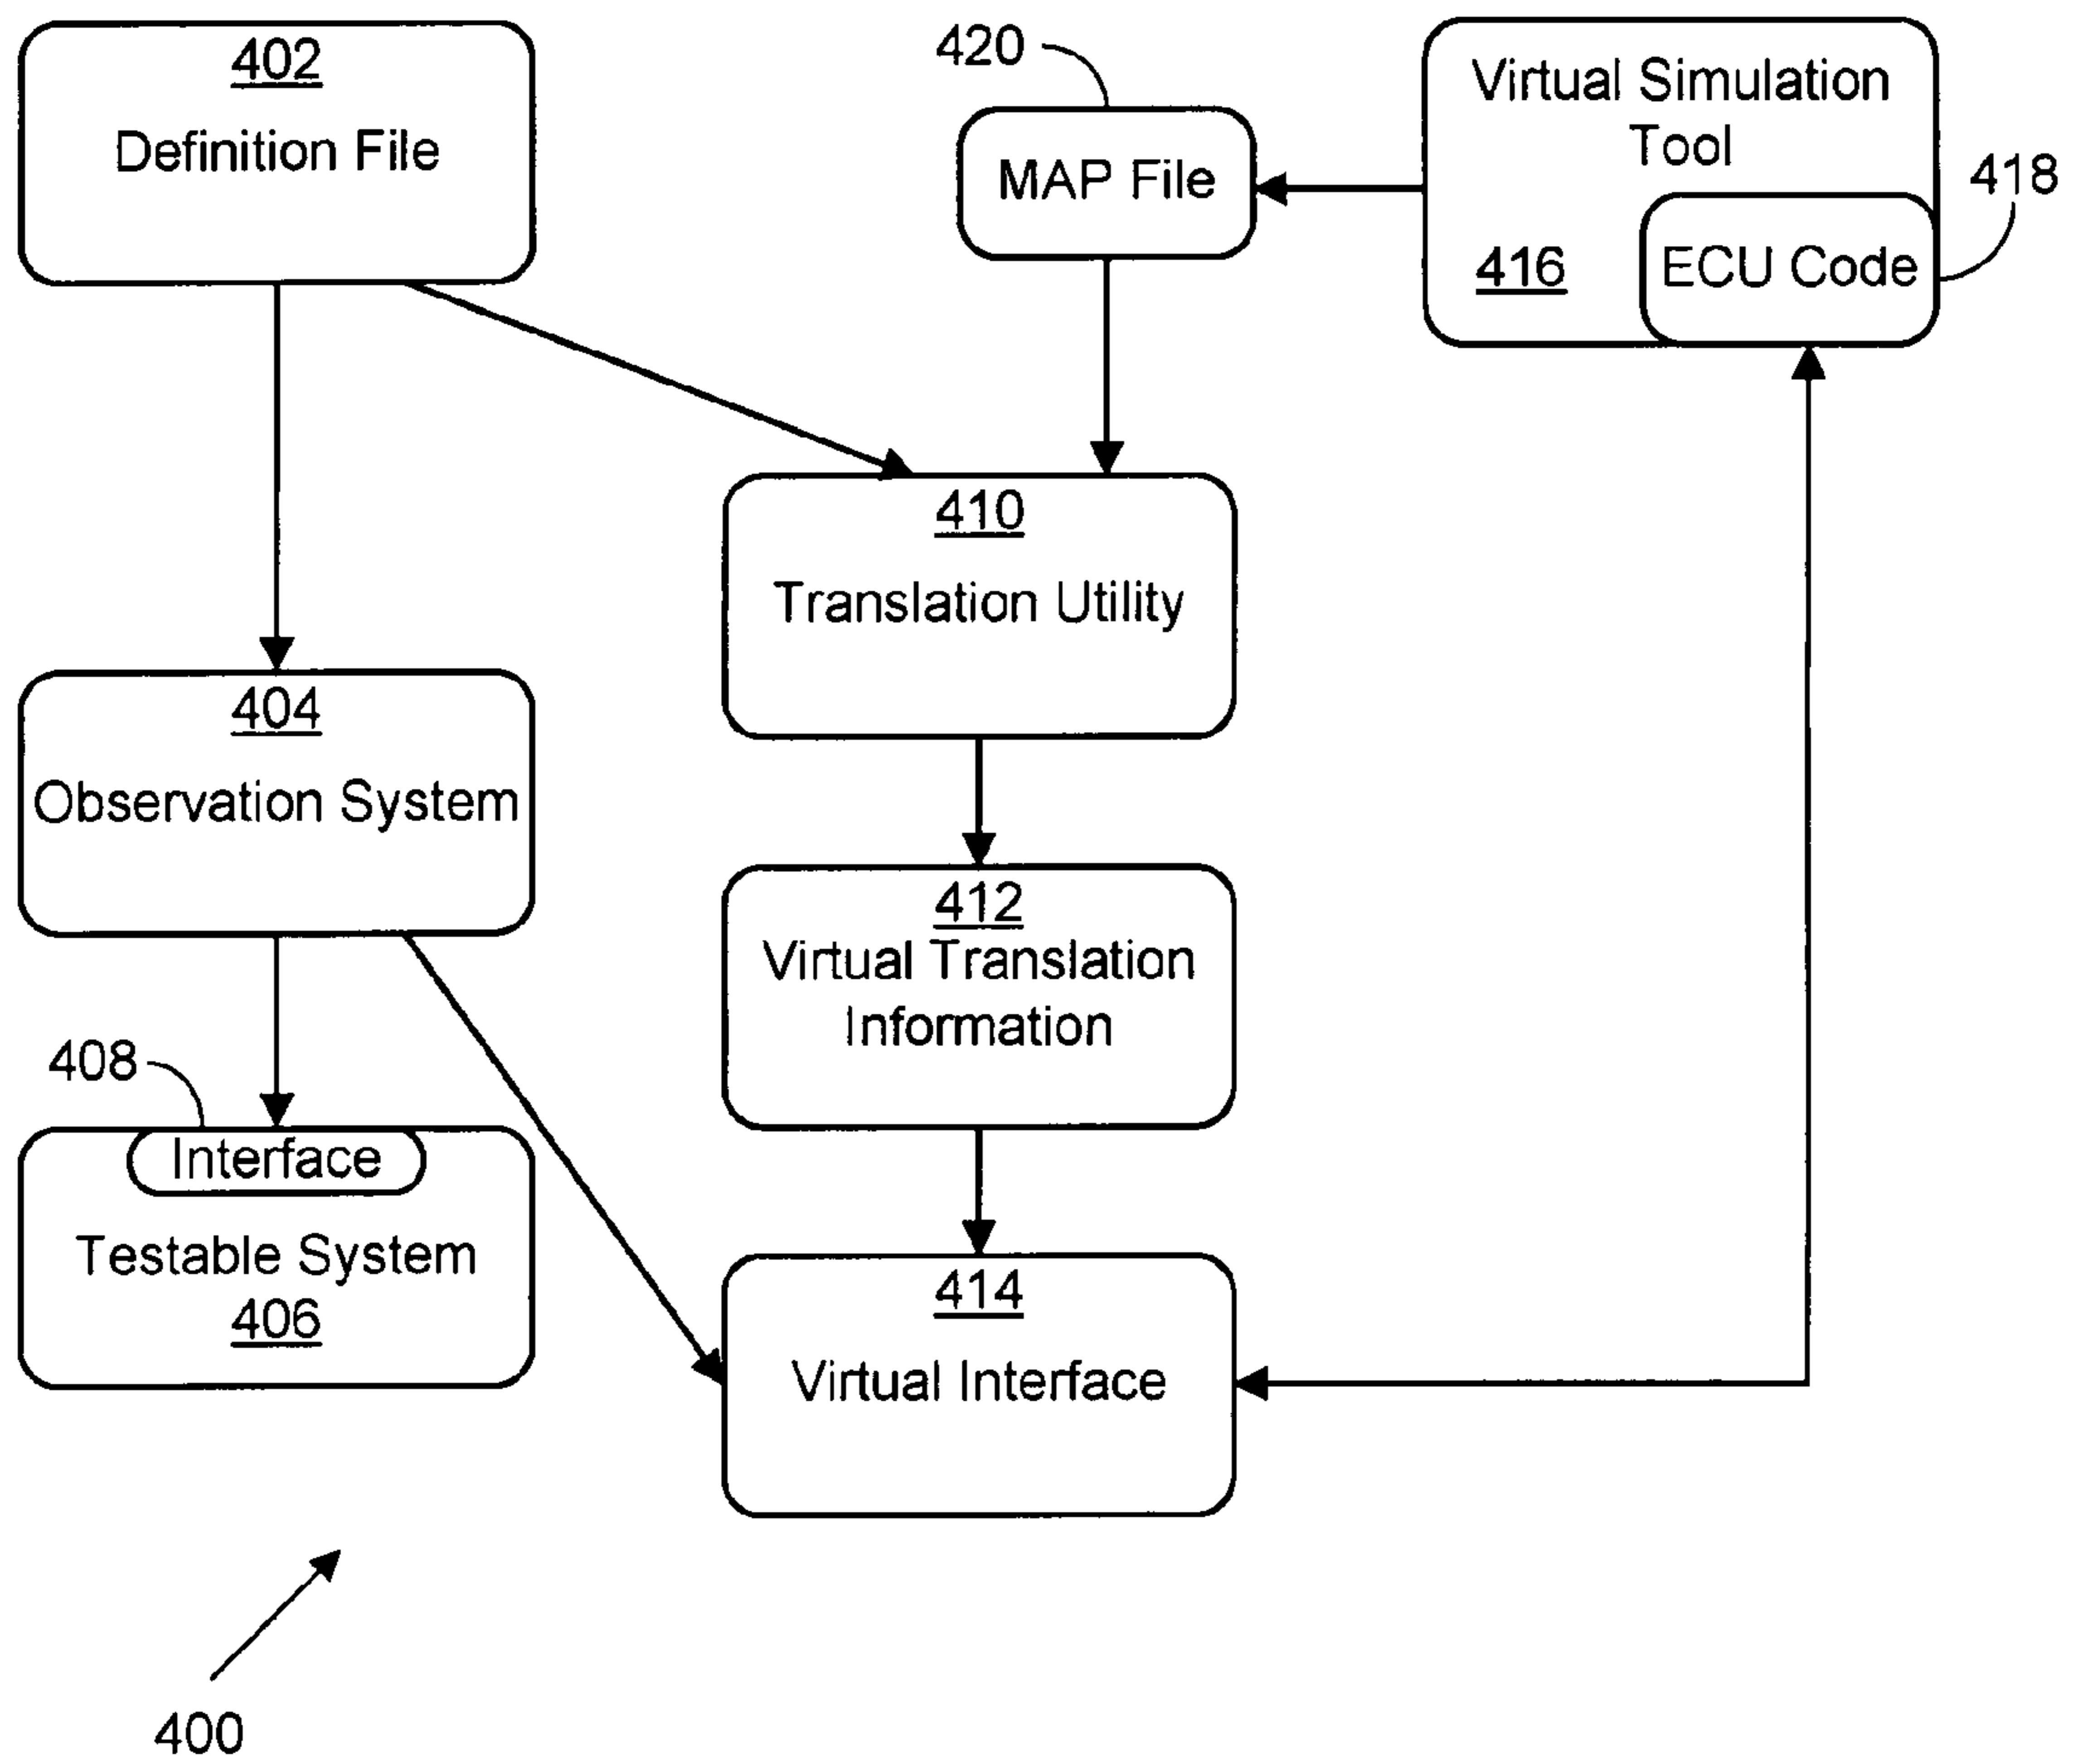 402
Definition File
420
MAP File
Virtual Simulation
Tool
416
ECU Code
418
410
Translation Utility
404
Observation System
412
Virtual Translation
Information
408
Interface
Testable System
406
414
Virtual Interface
400